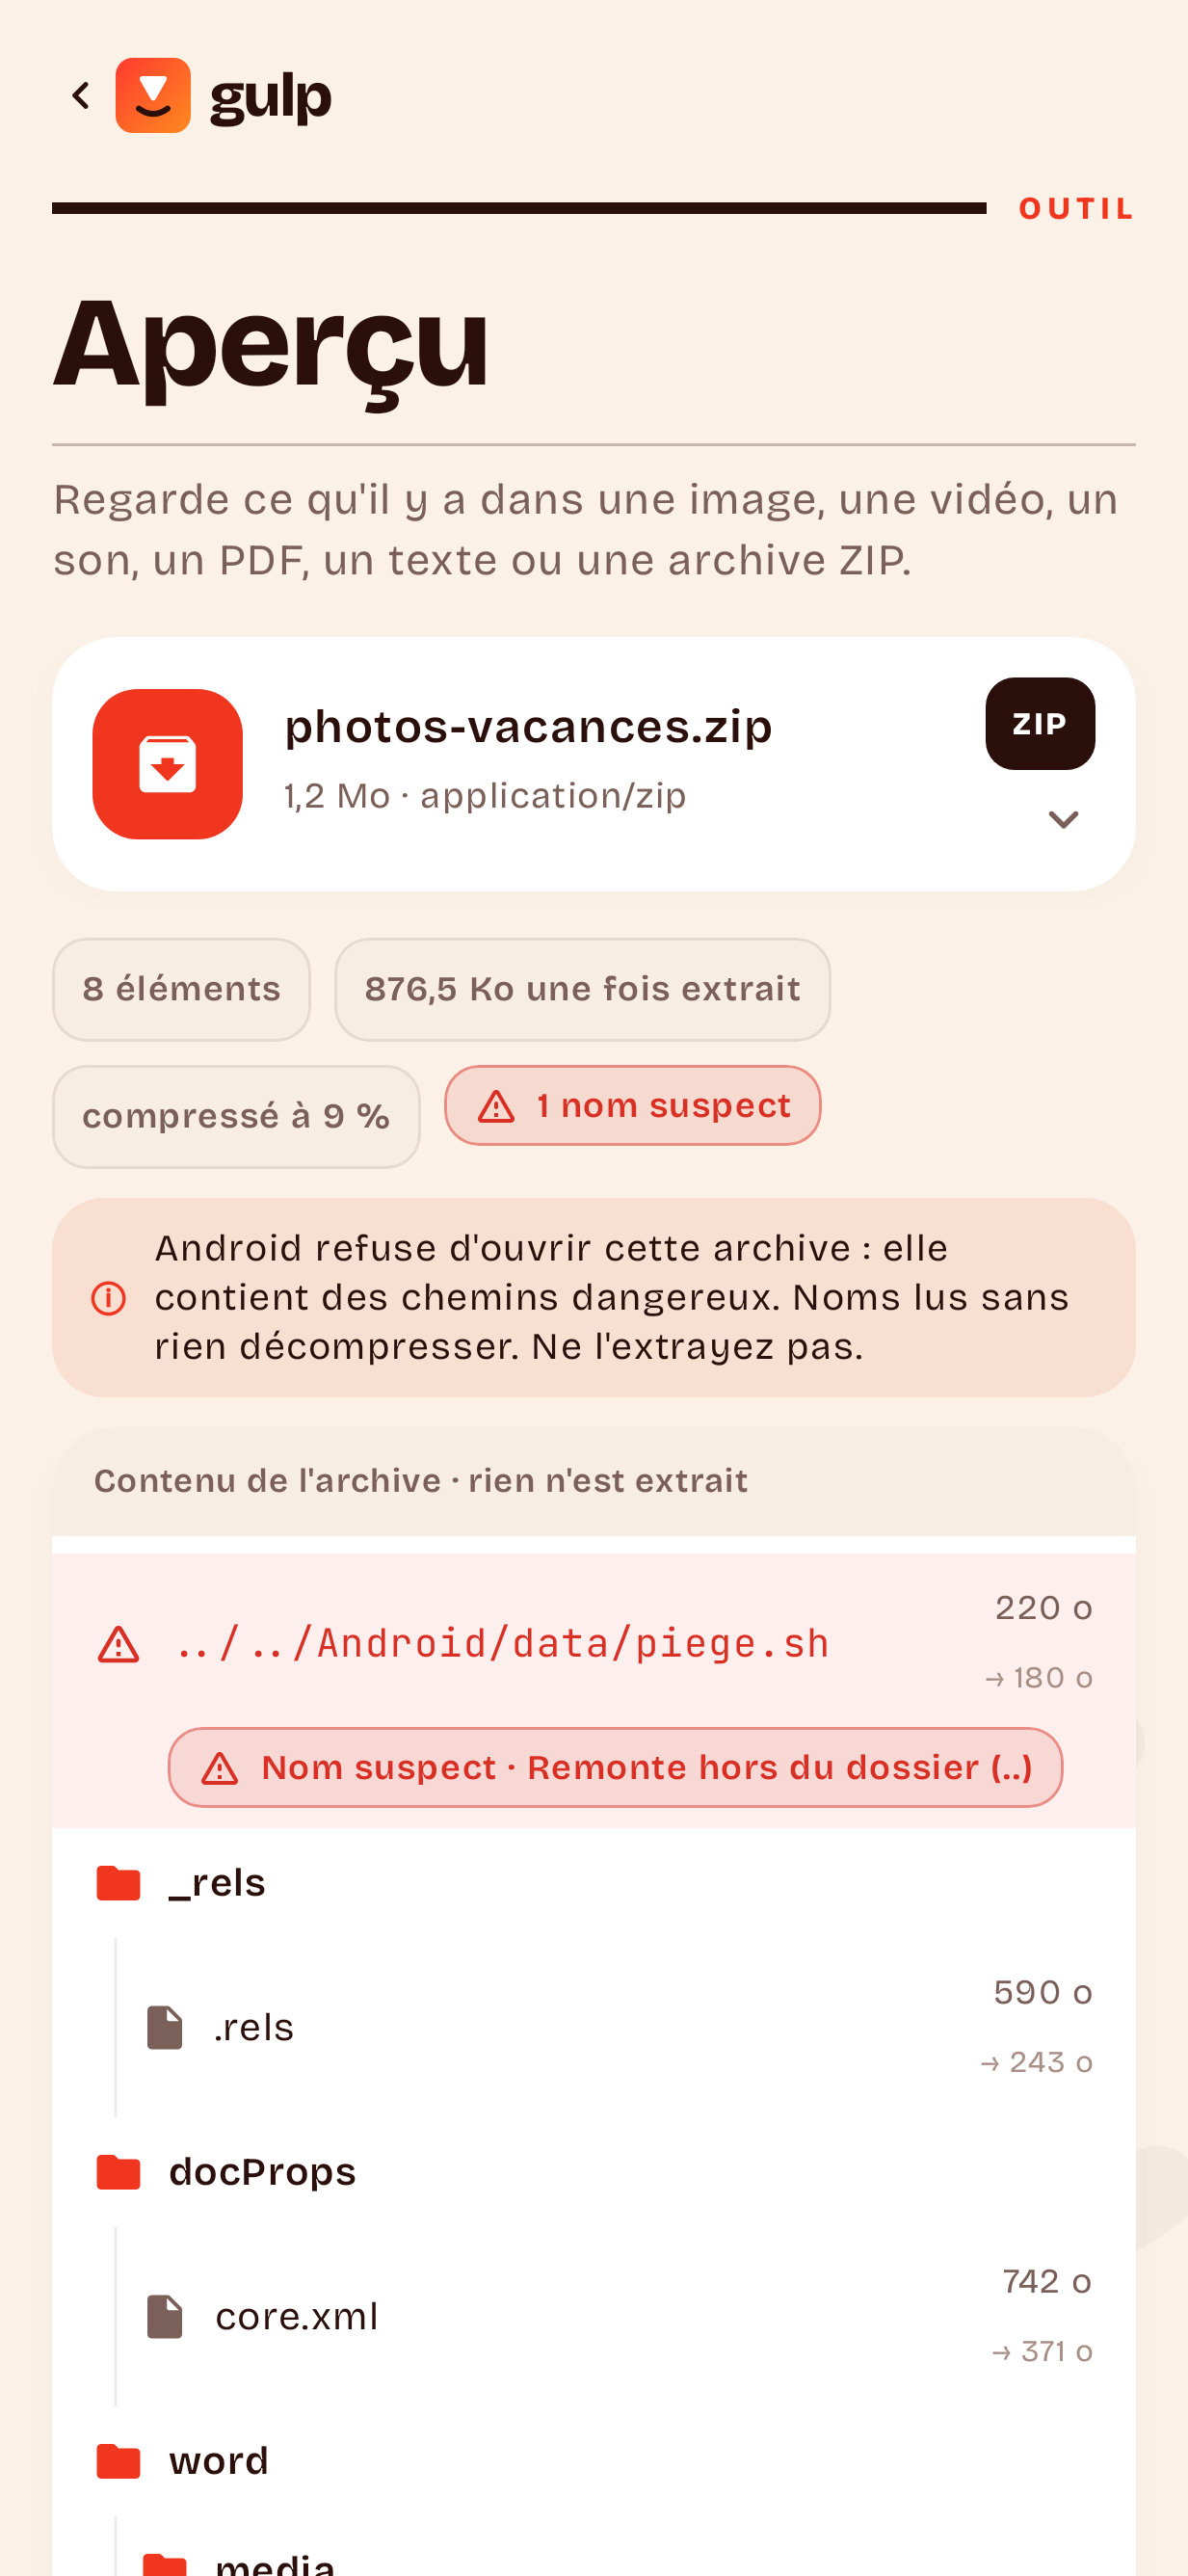 gulp
OUTIL
Aperçu
Regarde ce qu'il y a dans une image, une vidéo, un
son, un PDF, un texte ou une archive ZIP.
photos-vacances.zip
ZIP
1,2 Mo · application/zip
8 éléments
876,5 Ko une fois extrait
compressé à 9 %
1 nom suspect
Android refuse d'ouvrir cette archive : elle
contient des chemins dangereux. Noms lus sans
rien décompresser. Ne l'extrayez pas.
Contenu de l'archive · rien n'est extrait
../../Android/data/piege.sh
220 o
→ 180 o
Nom suspect · Remonte hors du dossier (..)
_rels
.rels
590 o
→ 243 o
docProps
core.xml
742 o
→ 371 o
word
media